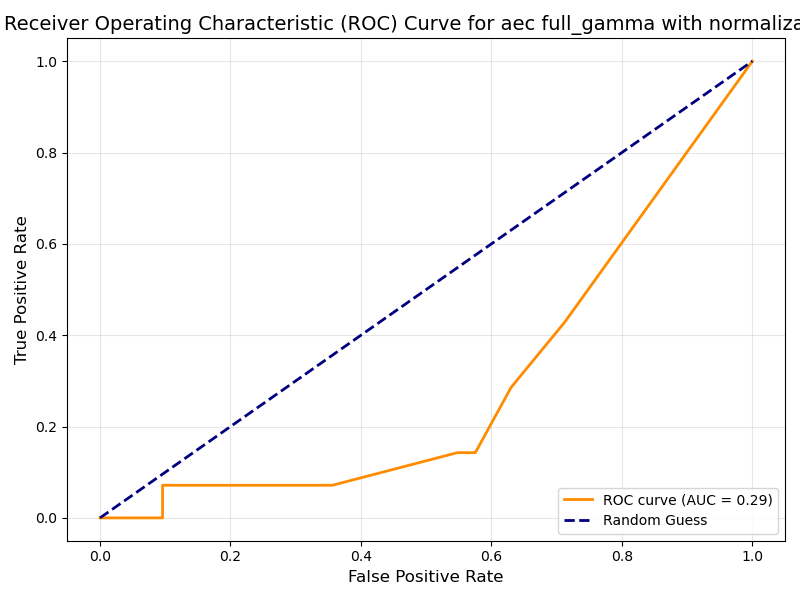 Receiver Operating Characteristic (ROC) Curve for aec full_gamma with normaliza
1.0
0.8
0.6
0.4
0.2
0.0
True Positive Rate
0.0 0.2 0.4 0.6 0.8 1.0
False Positive Rate
ROC curve (AUC = 0.29)
Random Guess